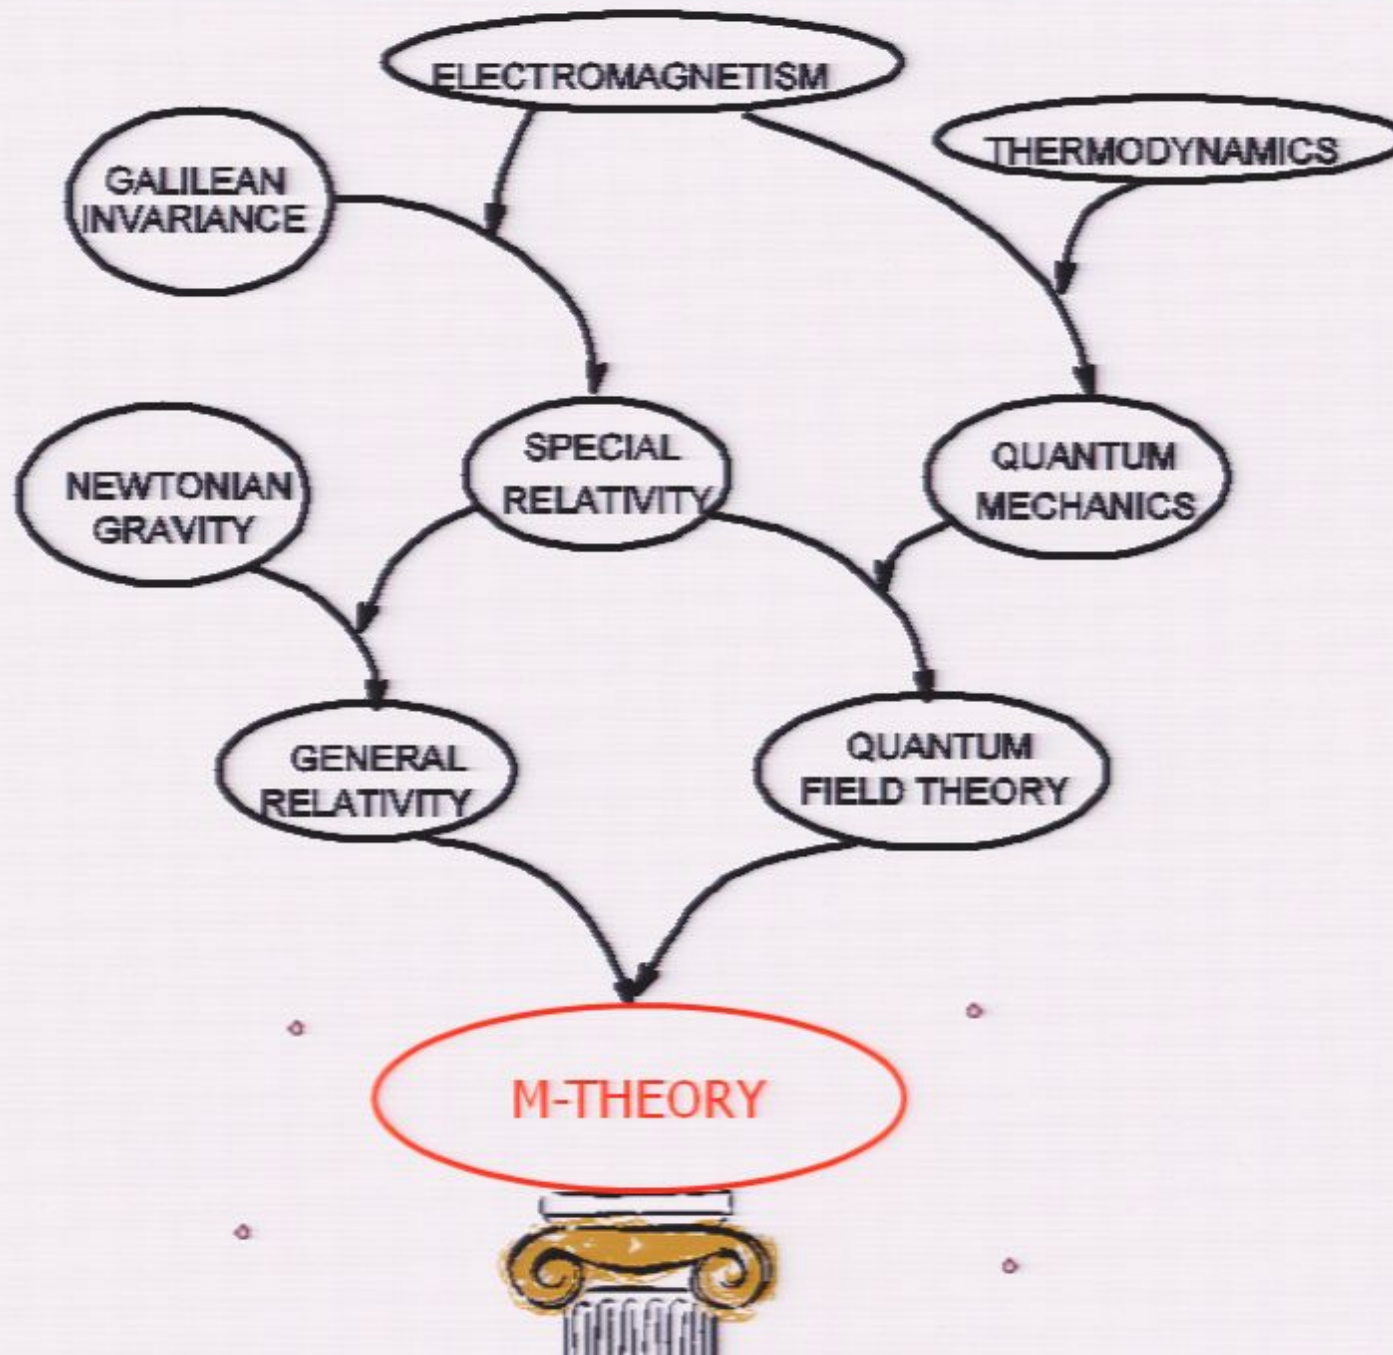 ELECTROMAGNETISM
THERMODYNAMICS
GALILEAN
INVARIANCE
SPECIAL
RELATIVITY
QUANTUM
MECHANICS
NEWTONIAN
GRAVITY
GENERAL
RELATIVITY
QUANTUM
FIELD THEORY
M-THEORY